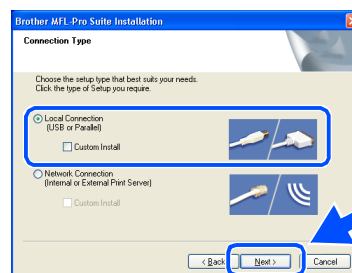 Brother MFL-Pro Suite Installation
Connection Type
Choose the setup type that best suits your needs.
Click the type of Setup you require.
Local Connection
(USB or Parallel)
Custom Install
Network Connection
(Internal or External Print Server)
Custom Install
< Back
Next >
Cancel